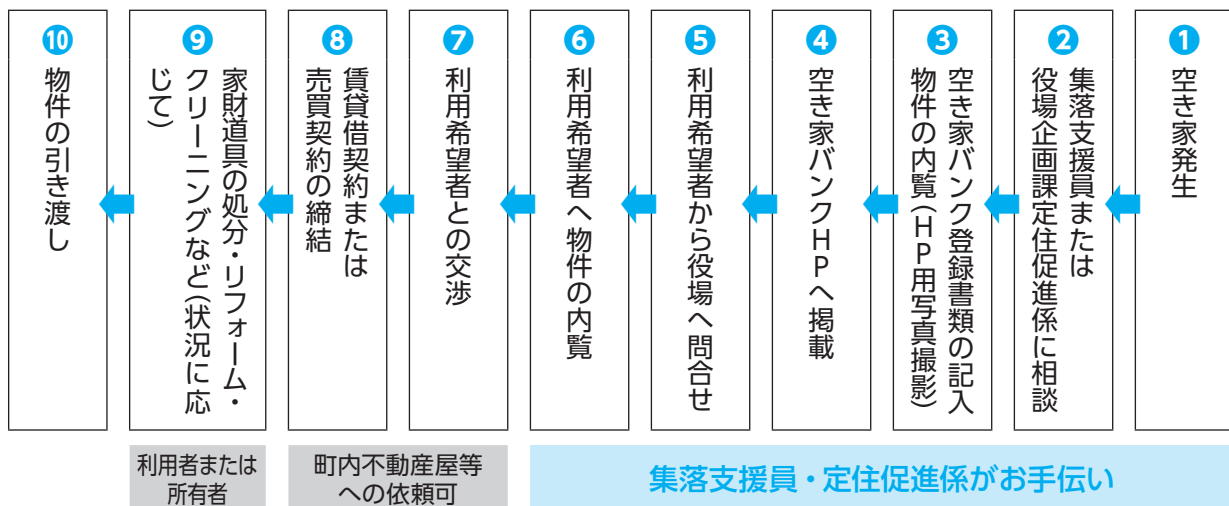 ❶
空き家発生
❷
集落支援員または
役場企画課定住促進係に相談
❸
空き家バンク登録書類の記入
物件の内覧(HP用写真撮影)
❹
空き家バンクHPへ掲載
❺
利用希望者から役場へ問合せ
❻
利用希望者へ物件の内覧
❼
利用希望者との交渉
❽
賃貸借契約または
売買契約の締結
❾
家財道具の処分・リフォーム・
クリーニングなど(状況に応
じて)
❿
物件の引き渡し
集落支援員・定住促進係がお手伝い
町内不動産屋等
への依頼可
利用者または
所有者